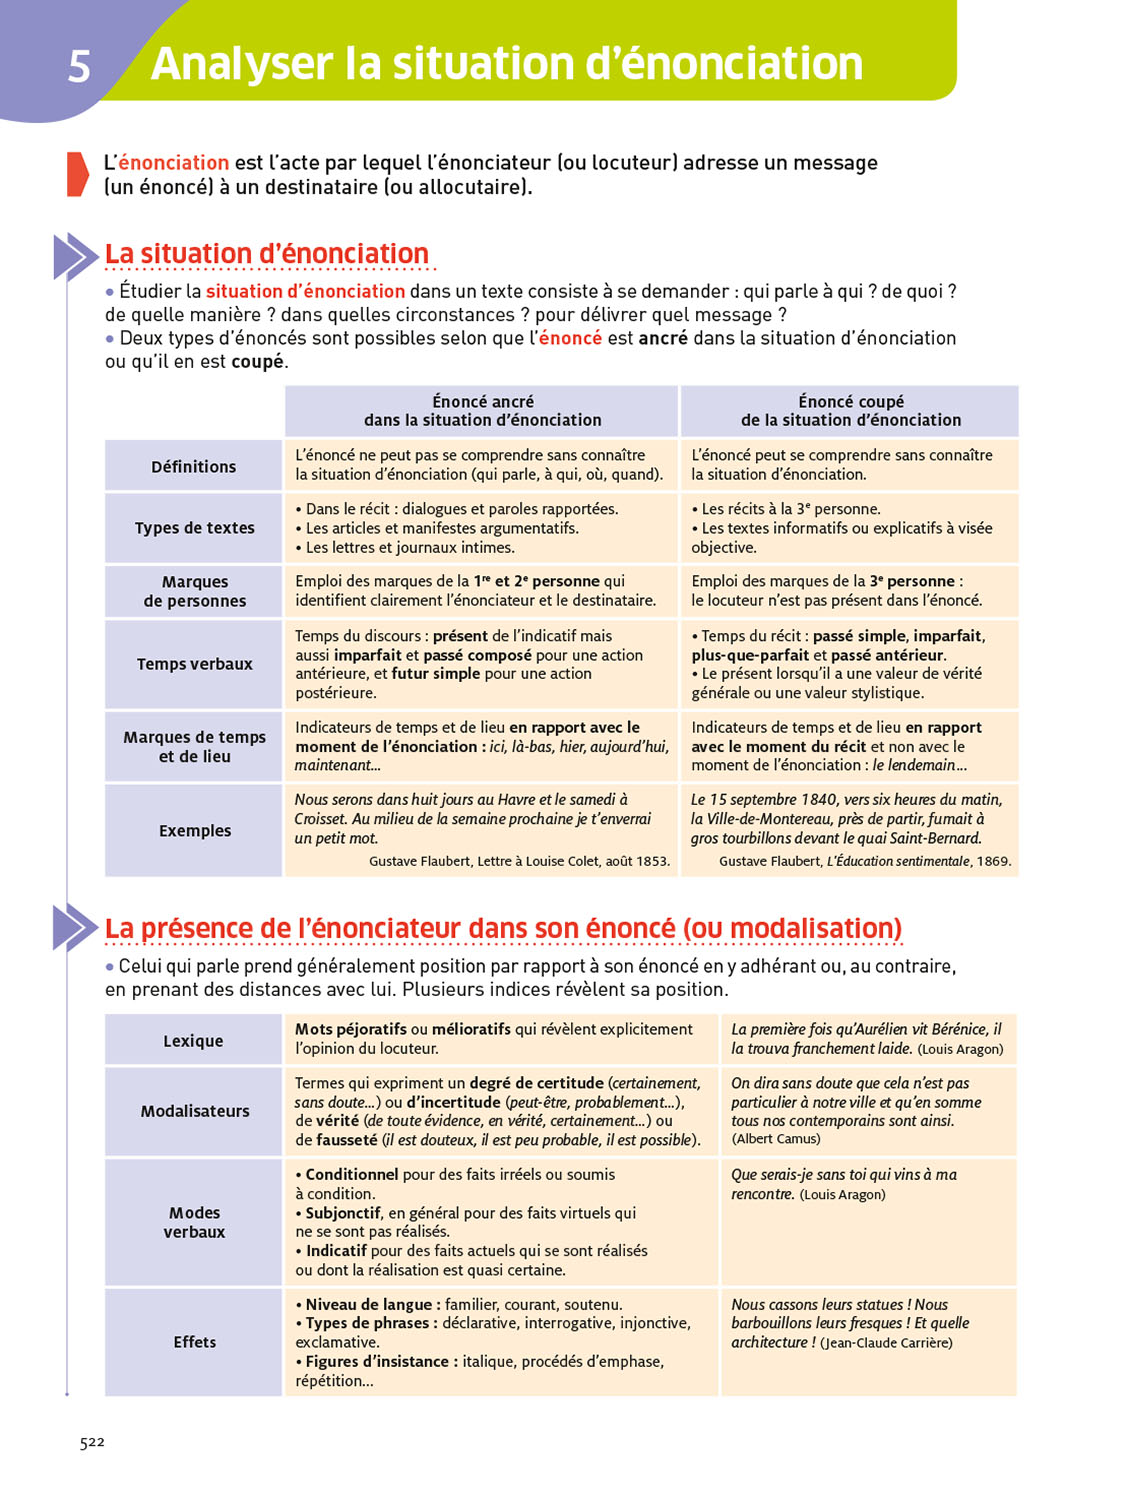 5 Analyser la situation d’énonciation
L’énonciation est l’acte par lequel l’énonciateur (ou locuteur) adresse un message
(un énoncé) à un destinataire (ou allocutaire).
La situation d’énonciation
• Étudier la situation d’énonciation dans un texte consiste à se demander : qui parle à qui ? de quoi ?
de quelle manière ? dans quelles circonstances ? pour délivrer quel message ?
• Deux types d’énoncés sont possibles selon que l’énoncé est ancré dans la situation d’énonciation
ou qu’il en est coupé.
Énoncé ancré
dans la situation d’énonciation
Énoncé coupé
de la situation d’énonciation
Définitions
L’énoncé ne peut pas se comprendre sans connaître
la situation d’énonciation (qui parle, à qui, où, quand).
L’énoncé peut se comprendre sans connaître
la situation d’énonciation.
Types de textes
• Dans le récit : dialogues et paroles rapportées.
• Les articles et manifestes argumentatifs.
• Les lettres et journaux intimes.
• Les récits à la 3e personne.
• Les textes informatifs ou explicatifs à visée
objective.
Marques
de personnes
Emploi des marques de la 1re et 2e personne qui
identifient clairement l’énonciateur et le destinataire.
Emploi des marques de la 3e personne :
le locuteur n’est pas présent dans l’énoncé.
Temps verbaux
Temps du discours : présent de l’indicatif mais
aussi imparfait et passé composé pour une action
antérieure, et futur simple pour une action
postérieure.
• Temps du récit : passé simple, imparfait,
plus-que-parfait et passé antérieur.
• Le présent lorsqu’il a une valeur de vérité
générale ou une valeur stylistique.
Marques de temps
et de lieu
Indicateurs de temps et de lieu en rapport avec le
moment de l’énonciation : ici, là-bas, hier, aujourd’hui,
maintenant...
Indicateurs de temps et de lieu en rapport
avec le moment du récit et non avec le
moment de l’énonciation : le lendemain...
Exemples
Nous serons dans huit jours au Havre et le samedi à
Croisset. Au milieu de la semaine prochaine je t’enverrai
un petit mot.
Gustave Flaubert, Lettre à Louise Colet, août 1853.
Le 15 septembre 1840, vers six heures du matin,
la Ville-de-Montereau, près de partir, fumait à
gros tourbillons devant le quai Saint-Bernard.
Gustave Flaubert, L’Éducation sentimentale, 1869.
La présence de l’énonciateur dans son énoncé (ou modalisation)
• Celui qui parle prend généralement position par rapport à son énoncé en y adhérant ou, au contraire,
en prenant des distances avec lui. Plusieurs indices révèlent sa position.
Lexique
Mots péjoratifs ou mélioratifs qui révèlent explicitement
l’opinion du locuteur.
La première fois qu’Aurélien vit Bérénice, il
la trouva franchement laide. (Louis Aragon)
Modalisateurs
Termes qui expriment un degré de certitude (certainement,
sans doute...) ou d’incertitude (peut-être, probablement...),
de vérité (de toute évidence, en vérité, certainement...) ou
de fausseté (il est douteux, il est peu probable, il est possible).
On dira sans doute que cela n’est pas
particulier à notre ville et qu’en somme
tous nos contemporains sont ainsi.
(Albert Camus)
Modes
verbaux
• Conditionnel pour des faits irréels ou soumis
à condition.
• Subjonctif, en général pour des faits virtuels qui
ne se sont pas réalisés.
• Indicatif pour des faits actuels qui se sont réalisés
ou dont la réalisation est quasi certaine.
Que serais-je sans toi qui vins à ma
rencontre. (Louis Aragon)
Effets
• Niveau de langue : familier, courant, soutenu.
• Types de phrases : déclarative, interrogative, injonctive,
exclamative.
• Figures d’insistance : italique, procédés d’emphase,
répétition...
Nous cassons leurs statues ! Nous
barbouillons leurs fresques ! Et quelle
architecture ! (Jean-Claude Carrière)
522